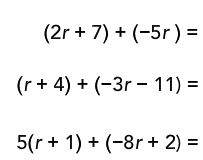 (2r + 7) + (−5r ) =
(r + 4) + (−3r − 11) =
5(r + 1) + (−8r + 2) =